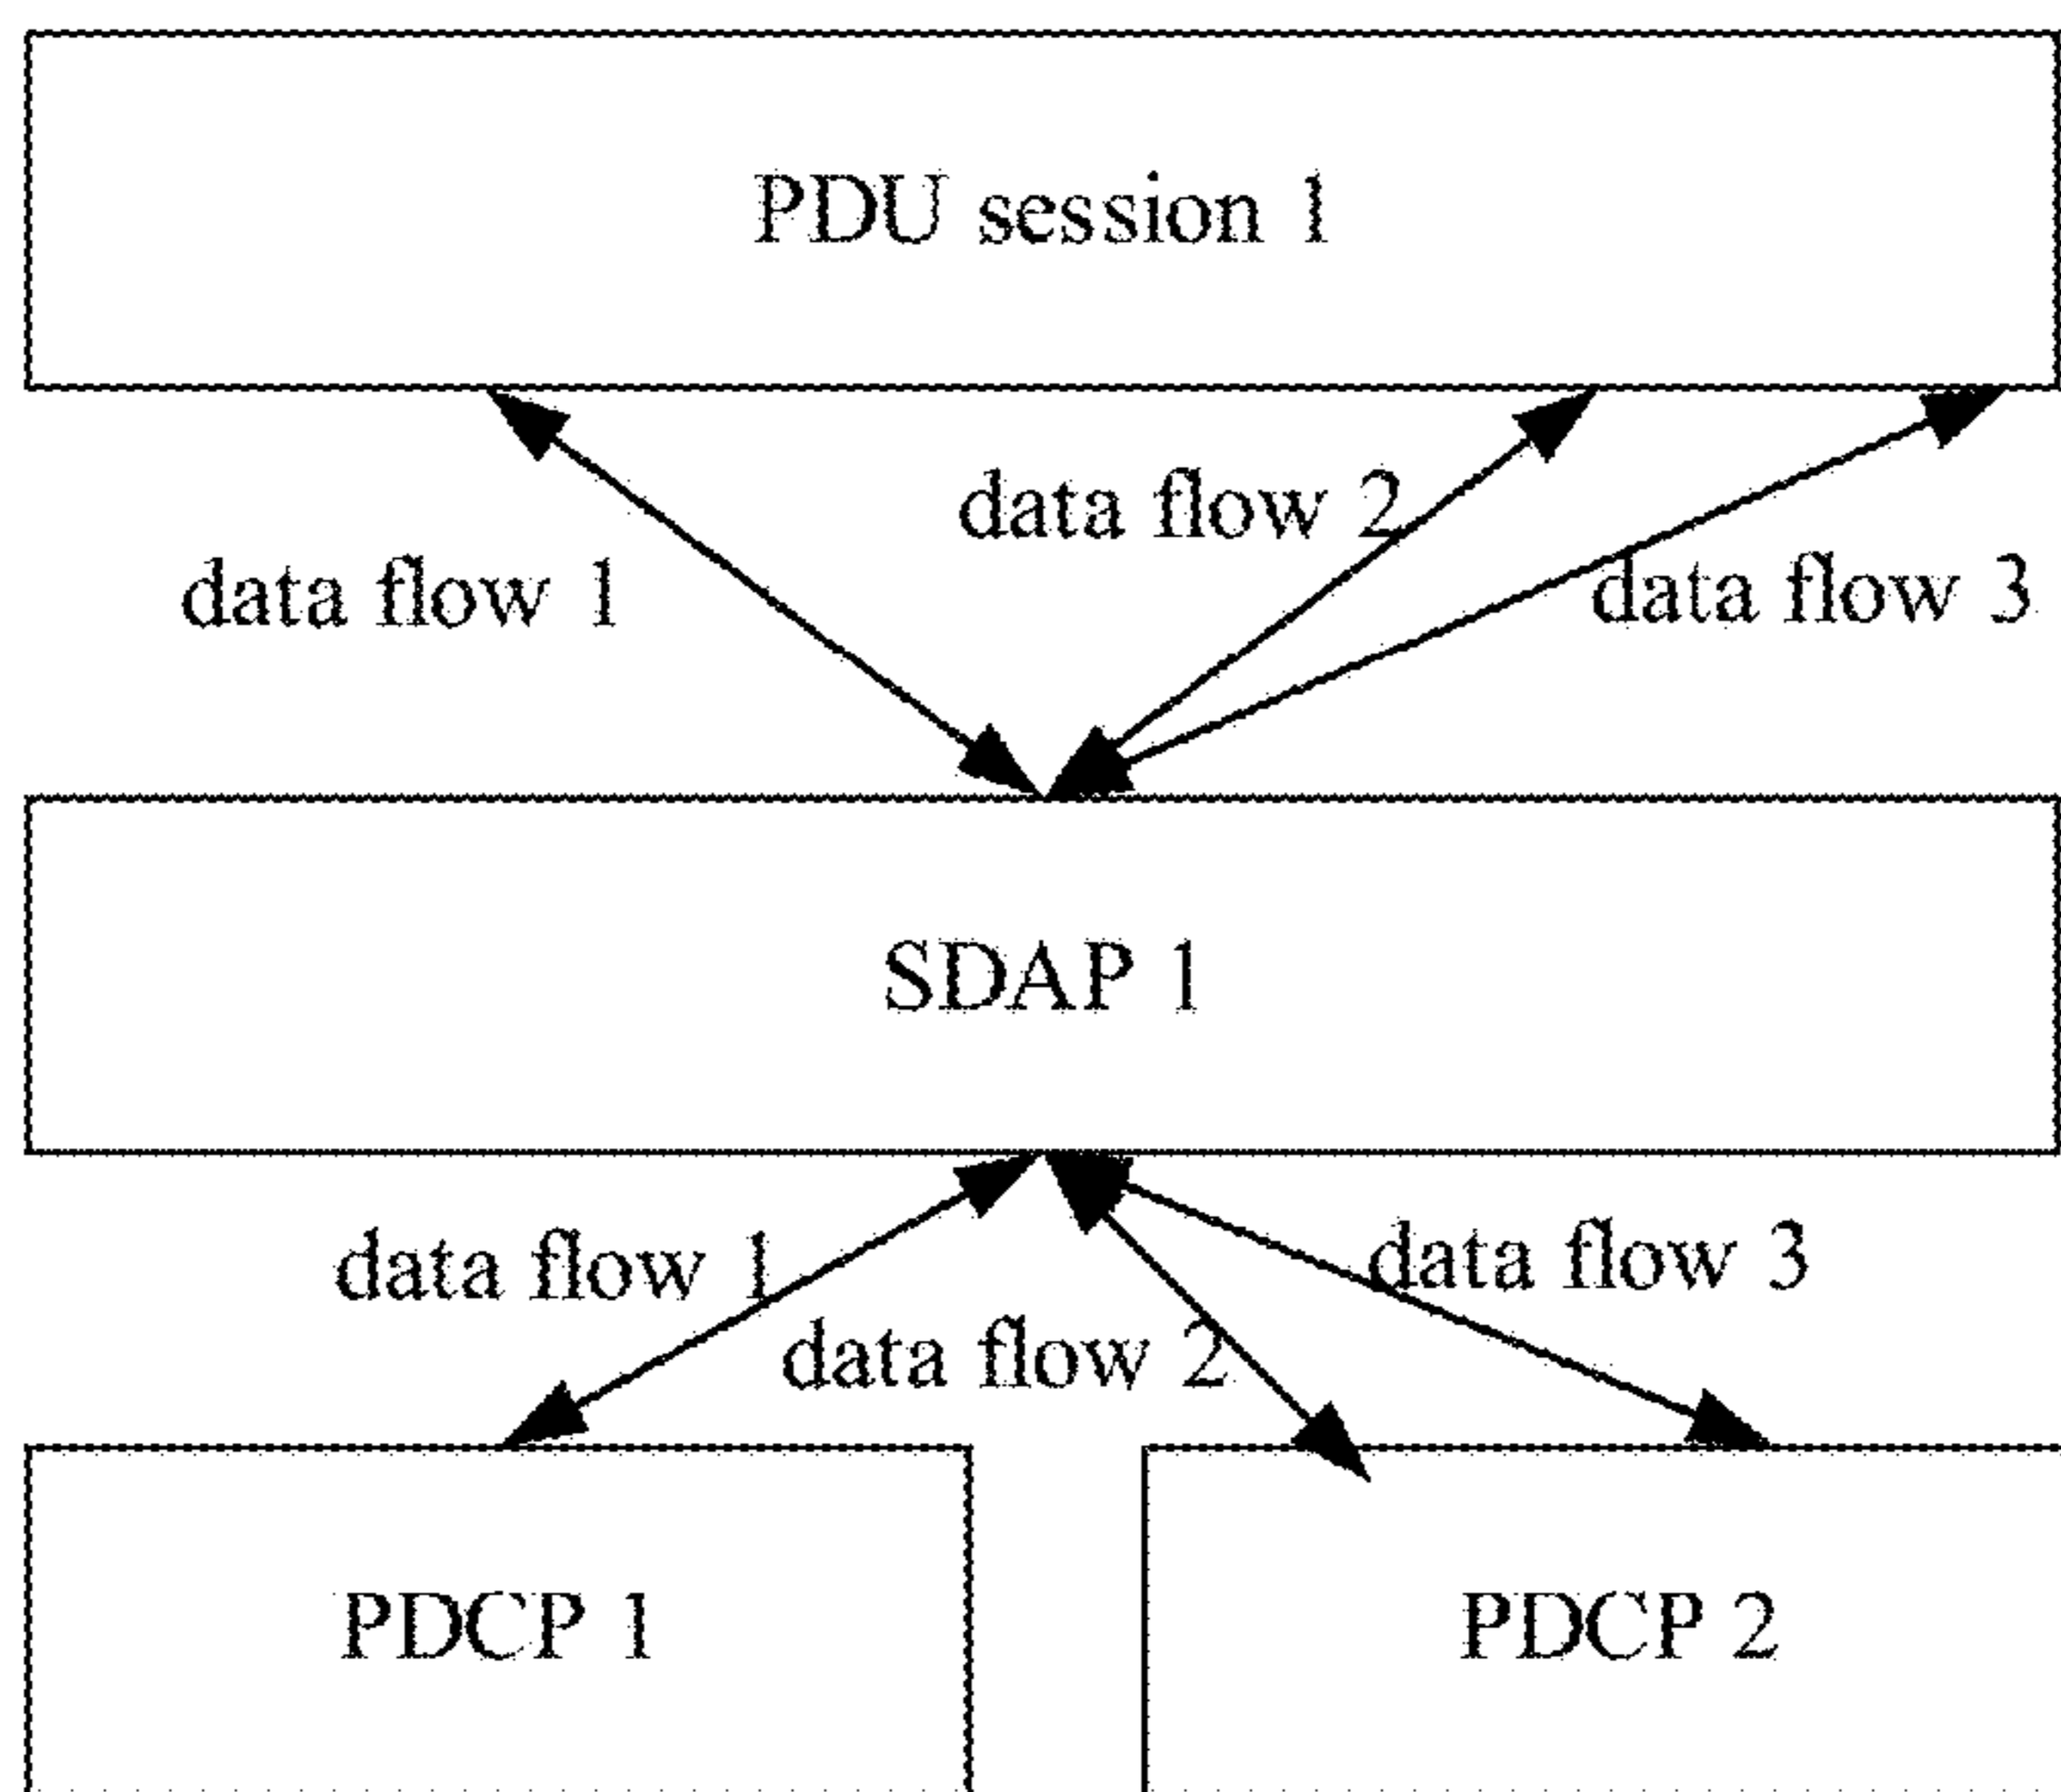 PDU session 1
data flow 1
data flow 2
data flow 3
SDAP 1
data flow 1
data flow 2
data flow 3
PDCP 1
PDCP 2